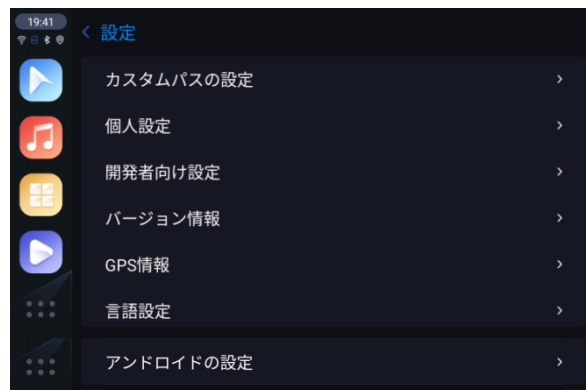 19:41
設定
カスタムパスの設定
個人設定
開発者向け設定
バージョン情報
GPS情報
言語設定
アンドロイドの設定